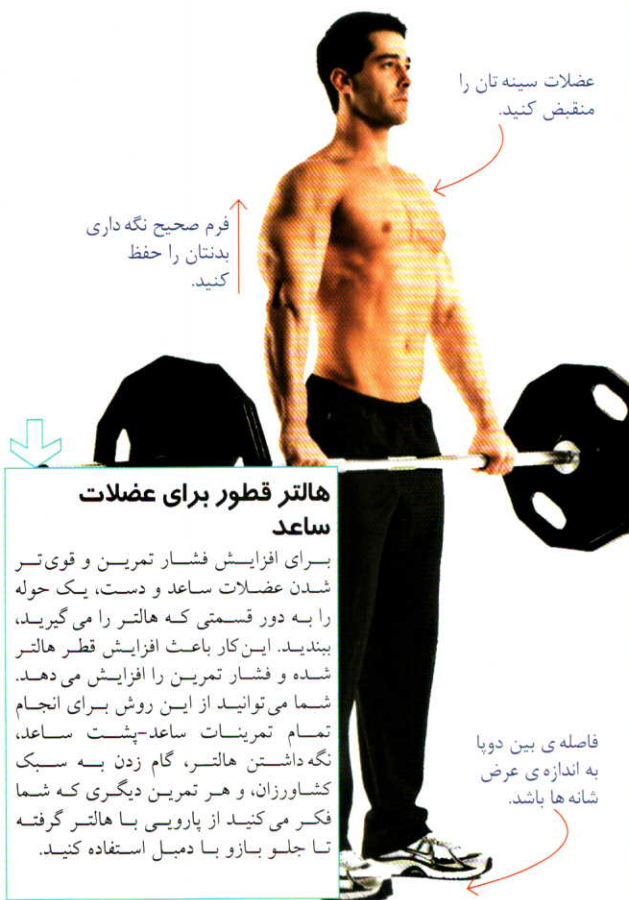 عضلات سینه تان را
منقبض کنید.
فرم صحیح نگه داری
بدنتان را حفظ
کنید.
هالتر قطور برای عضلات
ساعد
برای افزایش فشار تمرین و قوی‌تر
شدن عضلات ساعد و دست، یک حوله
را به دور قسمتی که هالتر را می‌گیرید،
ببندید. این‌کار باعث افزایش قطر هالتر
شده و فشار تمرین را افزایش می‌دهد.
شما می‌توانید از این روش برای انجام
تمام تمرینات ساعد-پشت ساعد،
نگه‌داشتن هالتر، گام زدن به سبک
کشاورزان، و هر تمرین دیگری که شما
فکر می‌کنید از پارویی با هالتر گرفته
تا جلو بازو با دمبل استفاده کنید.
فاصله ی بین دوپا
به اندازه ی عرض
شانه ها باشد.